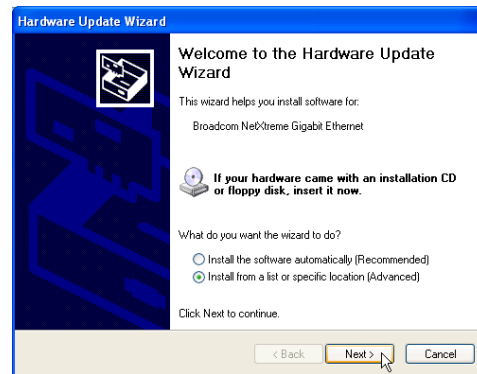 Hardware Update Wizard
Welcome to the Hardware Update
Wizard
This wizard helps you install software for:
Broadcom NetXtreme Gigabit Ethernet
If your hardware came with an installation CD
or floppy disk, insert it now.
What do you want the wizard to do?
Install the software automatically (Recommended)
Install from a list or specific location (Advanced)
Click Next to continue.
< Back
Next >
Cancel